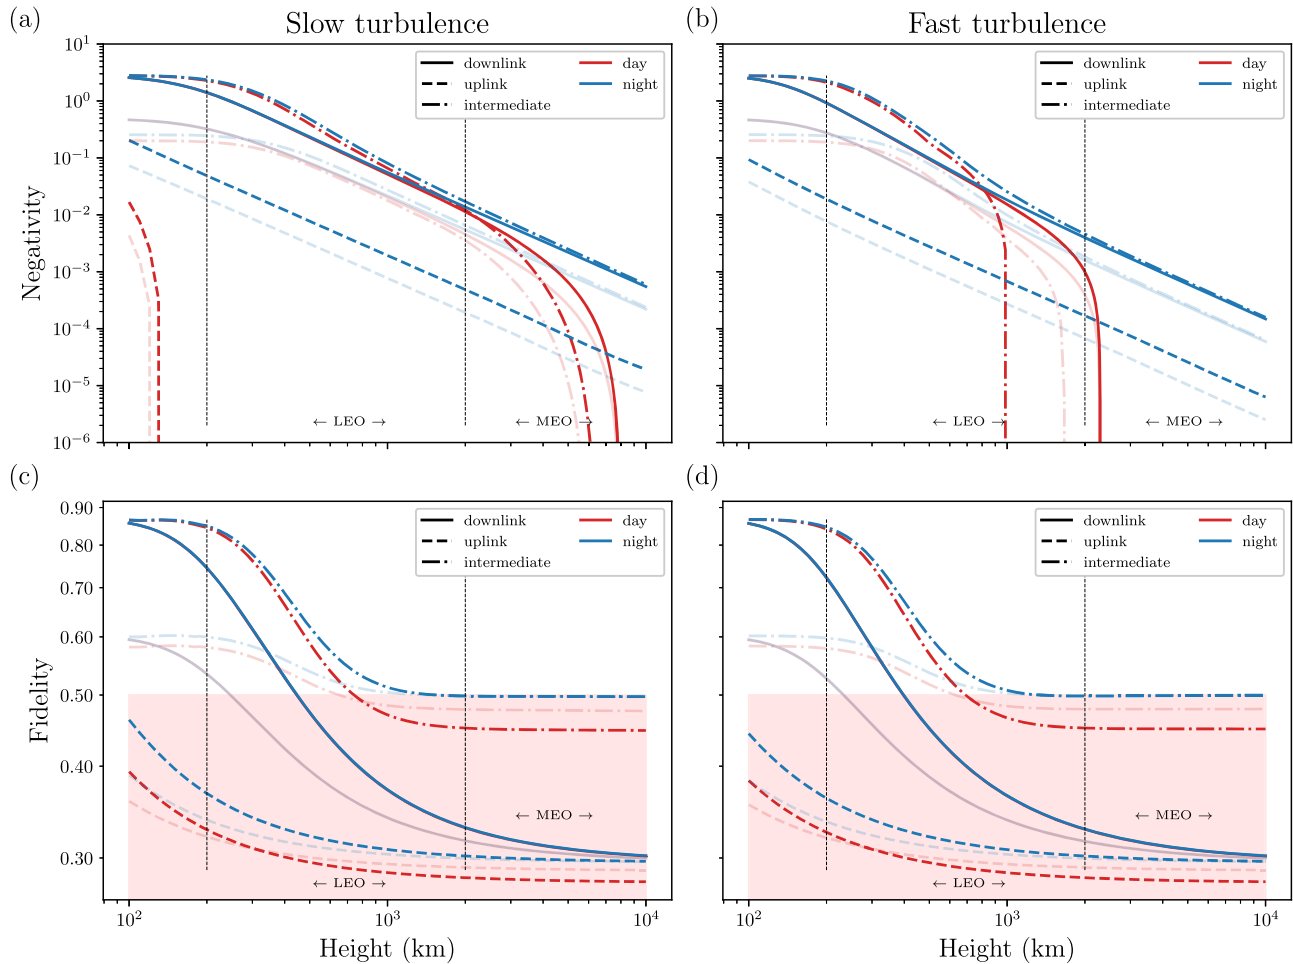 (a)
Slow turbulence
(b)
Fast turbulence
10^1
10^0
10^−1
10^−2
10^−3
10^−4
10^−5
10^−6
Negativity
downlink
uplink
intermediate
day
night
← LEO →
← MEO →
downlink
uplink
intermediate
day
night
← LEO →
← MEO →
(c)
(d)
0.90
0.80
0.70
0.60
0.50
0.40
0.30
Fidelity
downlink
uplink
intermediate
day
night
← MEO →
← LEO →
10^2
10^3
10^4
Height (km)
downlink
uplink
intermediate
day
night
← MEO →
← LEO →
10^2
10^3
10^4
Height (km)